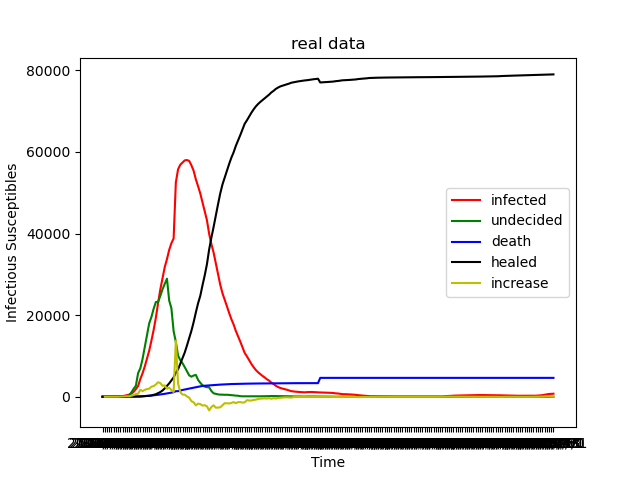 real data
80000
60000
40000
20000
0
Infectious Susceptibles
infected
undecided
death
healed
increase
Time